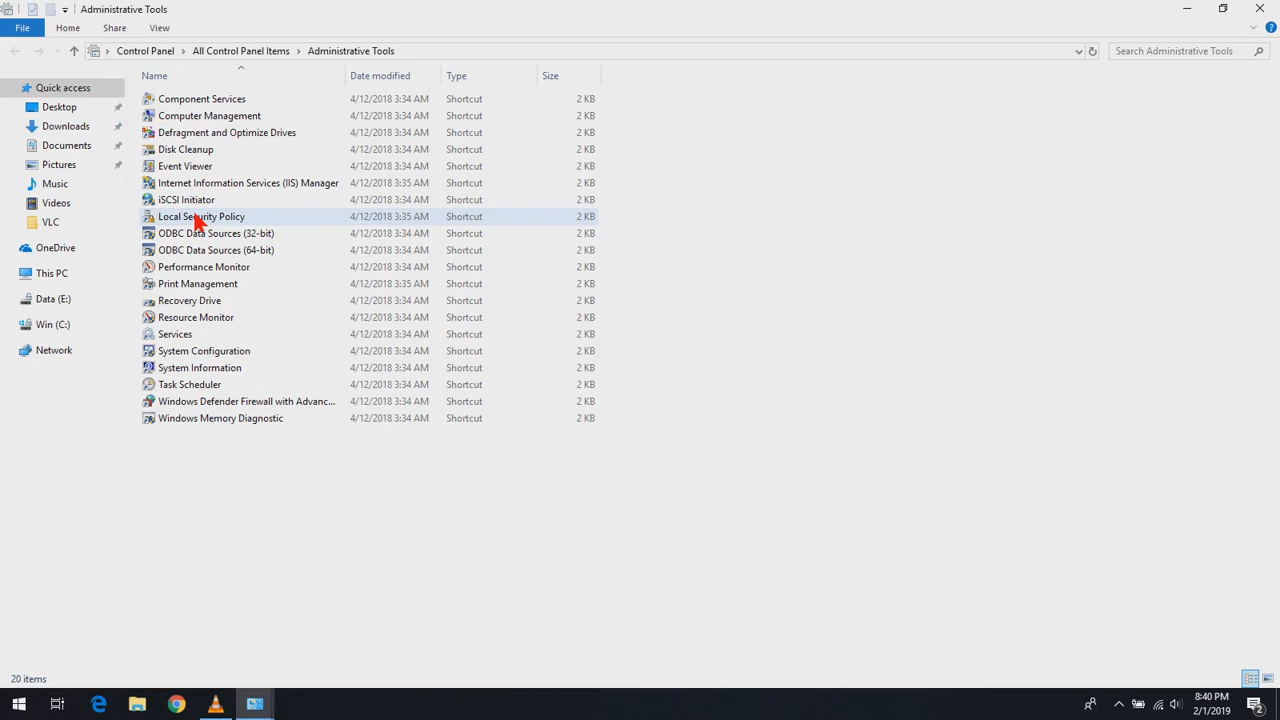 Administrative Tools
File Home Share View
Control Panel All Control Panel Items Administrative Tools Search Administrative Tools
Name Date modified Type Size
Quick access
Desktop
Downloads
Documents
Pictures
Music
Videos
VLC
OneDrive
This PC
Data (E:)
Win (C:)
Network
Component Services 4/12/2018 3:34 AM Shortcut 2 KB
Computer Management 4/12/2018 3:34 AM Shortcut 2 KB
Defragment and Optimize Drives 4/12/2018 3:34 AM Shortcut 2 KB
Disk Cleanup 4/12/2018 3:34 AM Shortcut 2 KB
Event Viewer 4/12/2018 3:34 AM Shortcut 2 KB
Internet Information Services (IIS) Manager 4/12/2018 3:35 AM Shortcut 2 KB
iSCSI Initiator 4/12/2018 3:34 AM Shortcut 2 KB
Local Security Policy 4/12/2018 3:35 AM Shortcut 2 KB
ODBC Data Sources (32-bit) 4/12/2018 3:34 AM Shortcut 2 KB
ODBC Data Sources (64-bit) 4/12/2018 3:34 AM Shortcut 2 KB
Performance Monitor 4/12/2018 3:34 AM Shortcut 2 KB
Print Management 4/12/2018 3:35 AM Shortcut 2 KB
Recovery Drive 4/12/2018 3:34 AM Shortcut 2 KB
Resource Monitor 4/12/2018 3:34 AM Shortcut 2 KB
Services 4/12/2018 3:34 AM Shortcut 2 KB
System Configuration 4/12/2018 3:34 AM Shortcut 2 KB
System Information 4/12/2018 3:34 AM Shortcut 2 KB
Task Scheduler 4/12/2018 3:34 AM Shortcut 2 KB
Windows Defender Firewall with Advanc... 4/12/2018 3:34 AM Shortcut 2 KB
Windows Memory Diagnostic 4/12/2018 3:34 AM Shortcut 2 KB
20 items
8:40 PM
2/1/2019
2